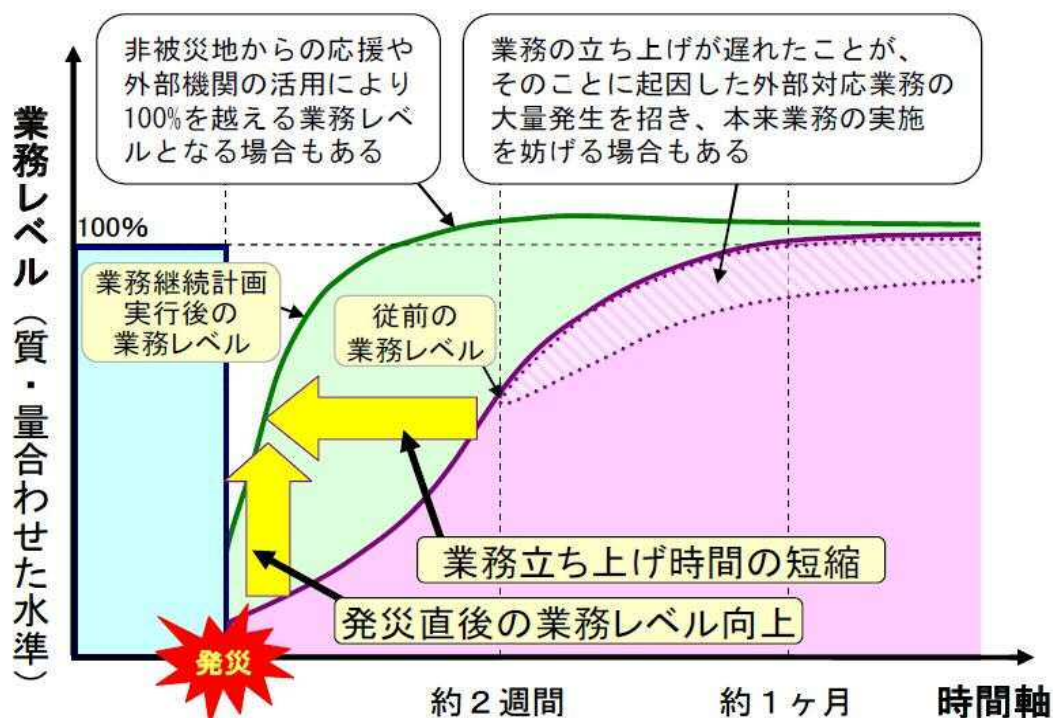 非被災地からの応援や
外部機関の活用により
100%を越える業務レベ
ルとなる場合もある
業務の立ち上げが遅れたことが、
そのことに起因した外部対応業務の
大量発生を招き、本来業務の実施
を妨げる場合もある
業務レベル（質・量合わせた水準）
100%
業務継続計画
実行後の
業務レベル
従前の
業務レベル
業務立ち上げ時間の短縮
発災直後の業務レベル向上
発災
約２週間
約１ヶ月
時間軸